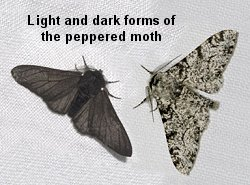 Light and dark forms of
the peppered moth